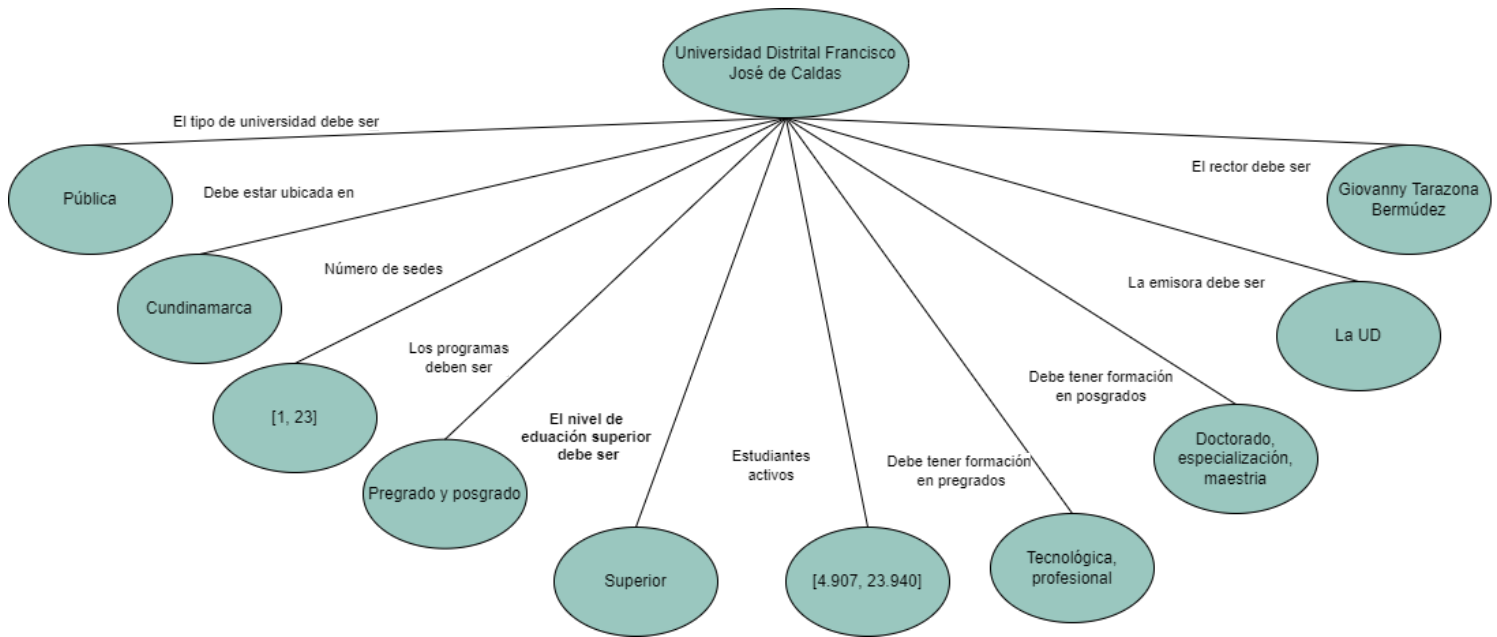 Universidad Distrital Francisco
José de Caldas
El tipo de universidad debe ser
Pública
Debe estar ubicada en
Cundinamarca
Número de sedes
[1, 23]
Los programas
deben ser
Pregrado y posgrado
El nivel de
eduación superior
debe ser
Superior
Estudiantes
activos
[4.907, 23.940]
Debe tener formación
en pregrados
Tecnológica,
profesional
Debe tener formación
en posgrados
Doctorado,
especialización,
maestria
La emisora debe ser
La UD
El rector debe ser
Giovanny Tarazona
Bermúdez